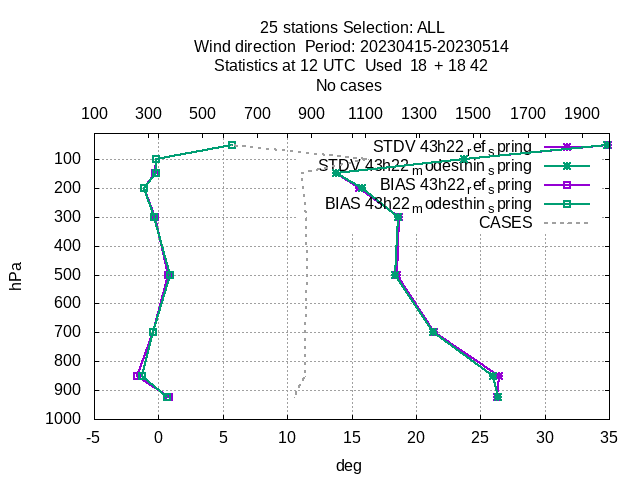 25 stations Selection: ALL
Wind direction  Period: 20230415-20230514
Statistics at 12 UTC  Used  18  + 18 42
No cases
100 300 500 700 900 1100 1300 1500 1700 1900
STDV 43h22_ref_spring
STDV 43h22_modesthin_spring
BIAS 43h22_ref_spring
BIAS 43h22_modesthin_spring
CASES
hPa
100
200
300
400
500
600
700
800
900
1000
-5 0 5 10 15 20 25 30 35
deg